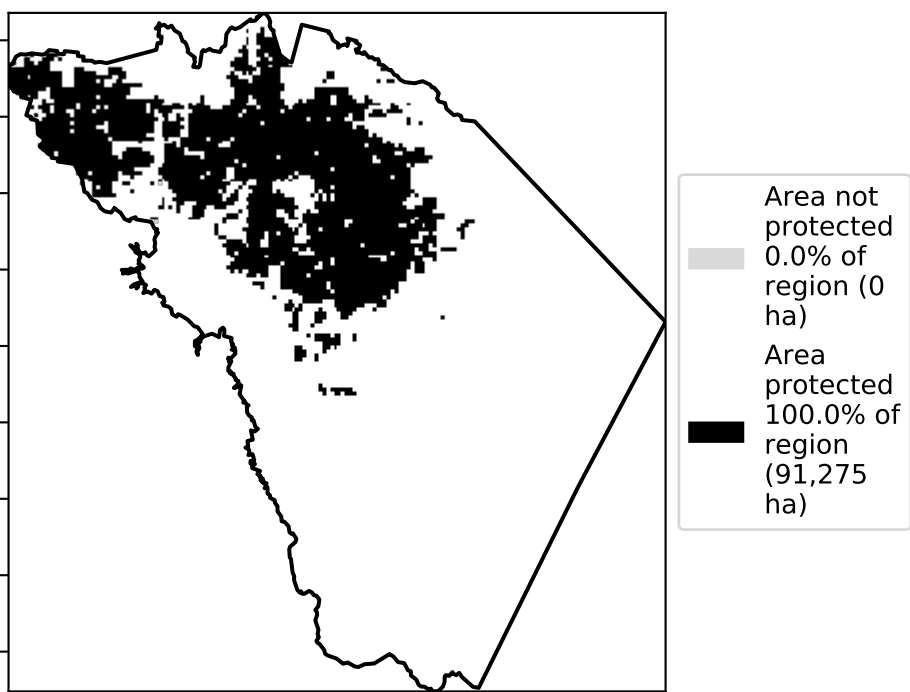 Area not
protected
0.0% of
region (0
ha)
Area
protected
100.0% of
region
(91,275
ha)